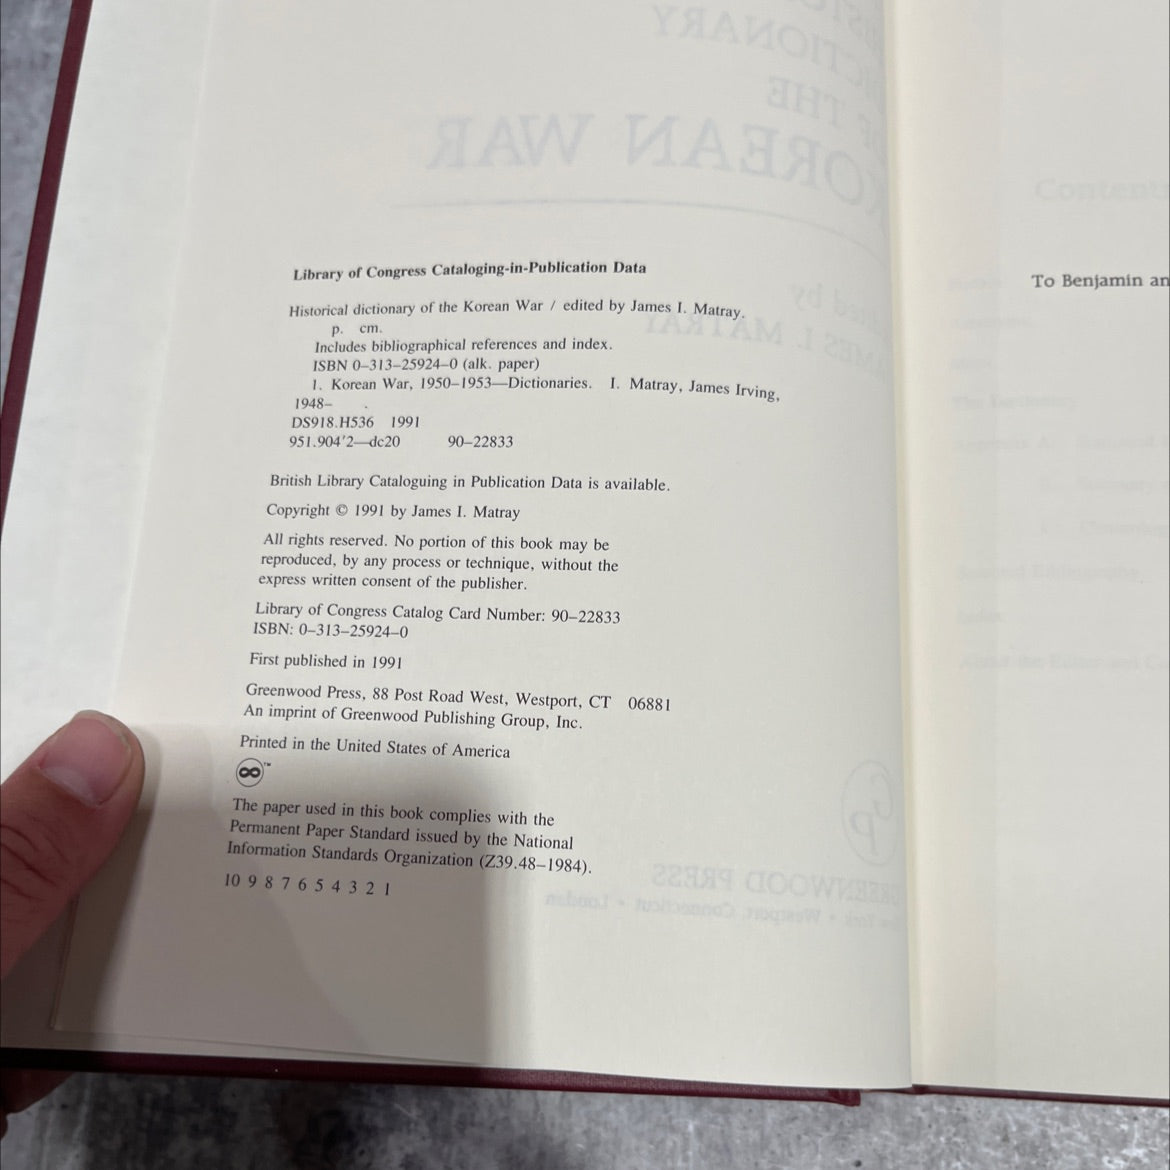 Library of Congress Cataloging-in-Publication Data
Historical dictionary of the Korean War / edited by James I. Matray.
p. cm.
Includes bibliographical references and index.
ISBN 0–313–25924–0 (alk. paper)
1. Korean War, 1950–1953—Dictionaries. I. Matray, James Irving,
1948– .
DS918.H536 1991
951.904'2—dc20 90–22833
British Library Cataloguing in Publication Data is available.
Copyright © 1991 by James I. Matray
All rights reserved. No portion of this book may be
reproduced, by any process or technique, without the
express written consent of the publisher.
Library of Congress Catalog Card Number: 90–22833
ISBN: 0–313–25924–0
First published in 1991
Greenwood Press, 88 Post Road West, Westport, CT 06881
An imprint of Greenwood Publishing Group, Inc.
Printed in the United States of America
∞™
The paper used in this book complies with the
Permanent Paper Standard issued by the National
Information Standards Organization (Z39.48–1984).
10 9 8 7 6 5 4 3 2 1
To Benjamin an